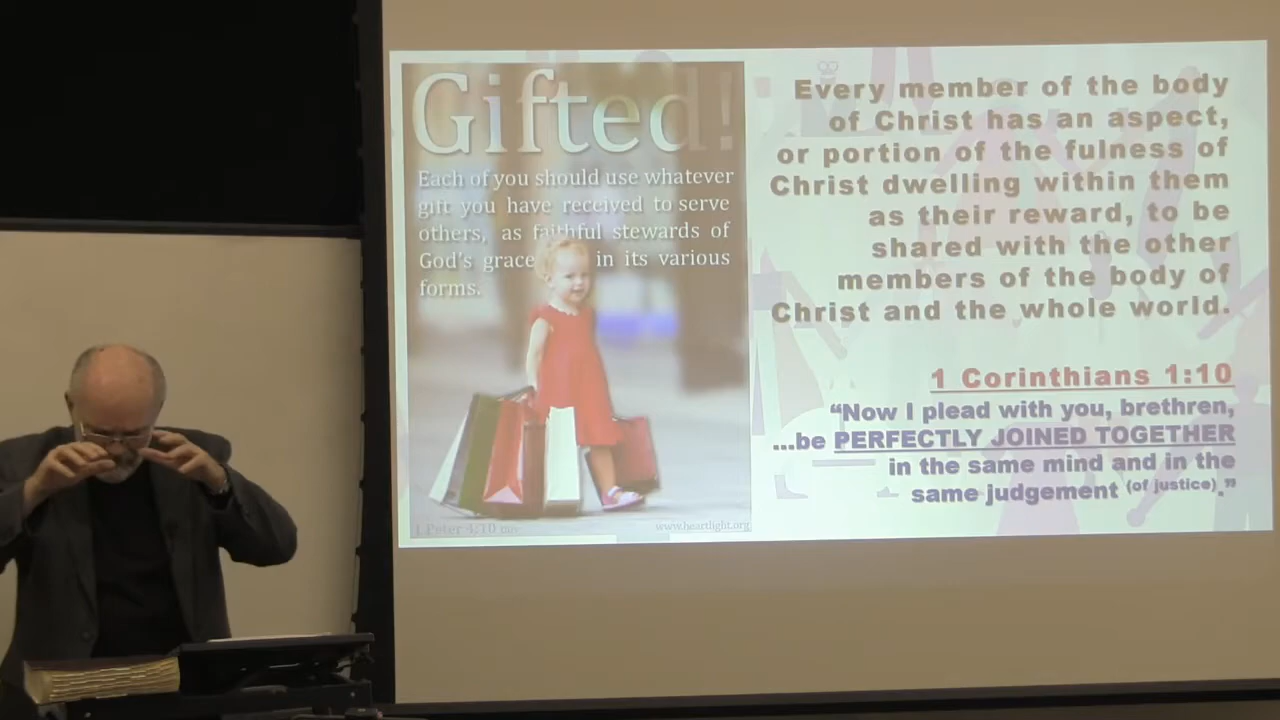 Gifted!
Each of you should use whatever
gift you have received to serve
others, as faithful stewards of
God's grace in its various
forms.
1 Peter 4:10
www.heartlight.org
Every member of the body
of Christ has an aspect,
or portion of the fulness of
Christ dwelling within them
as their reward, to be
shared with the other
members of the body of
Christ and the whole world.
1 Corinthians 1:10
“Now I plead with you, brethren,
...be PERFECTLY JOINED TOGETHER
in the same mind and in the
same judgement (of justice).”